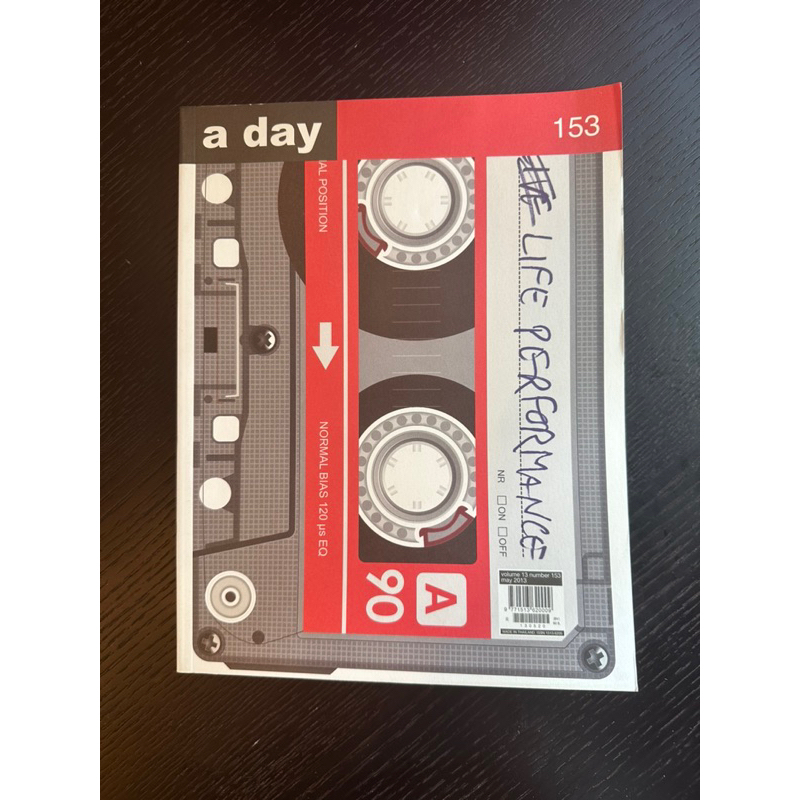 a day
153
LIFE PERFORMANCE
NORMAL BIAS 120 µs EQ
POSITION
NR ☐ ON ☐ OFF
A
90
volume 13 number 153
may 2013